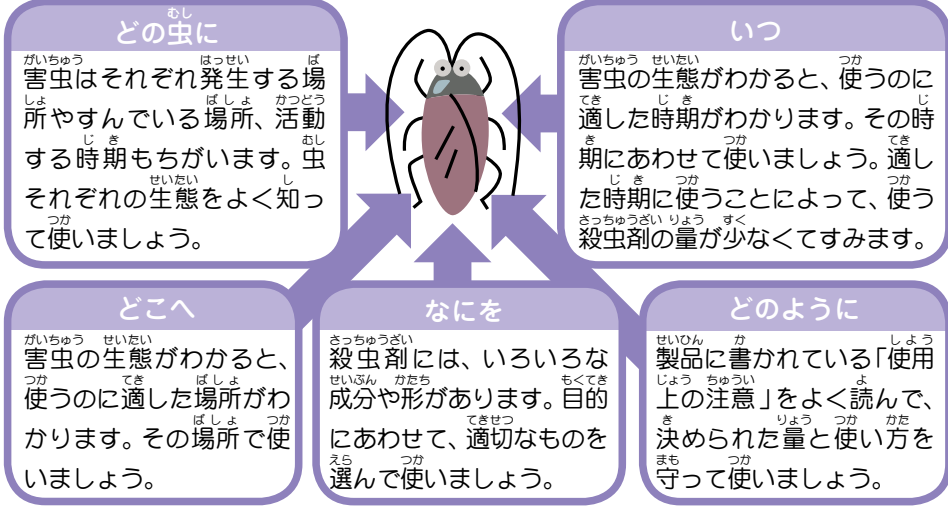 どの虫に
害虫はそれぞれ発生する場
所やすんでいる場所、活動
する時期もちがいます。虫
それぞれの生態をよく知っ
て使いましょう。
いつ
害虫の生態がわかると、使うのに
適した時期がわかります。その時
期にあわせて使いましょう。適し
た時期に使うことによって、使う
殺虫剤の量が少なくてすみます。
どこへ
害虫の生態がわかると、
使うのに適した場所がわ
かります。その場所で使
いましょう。
なにを
殺虫剤には、いろいろな
成分や形があります。目的
にあわせて、適切なものを
選んで使いましょう。
どのように
製品に書かれている「使用
上の注意」をよく読んで、
決められた量と使い方を
守って使いましょう。